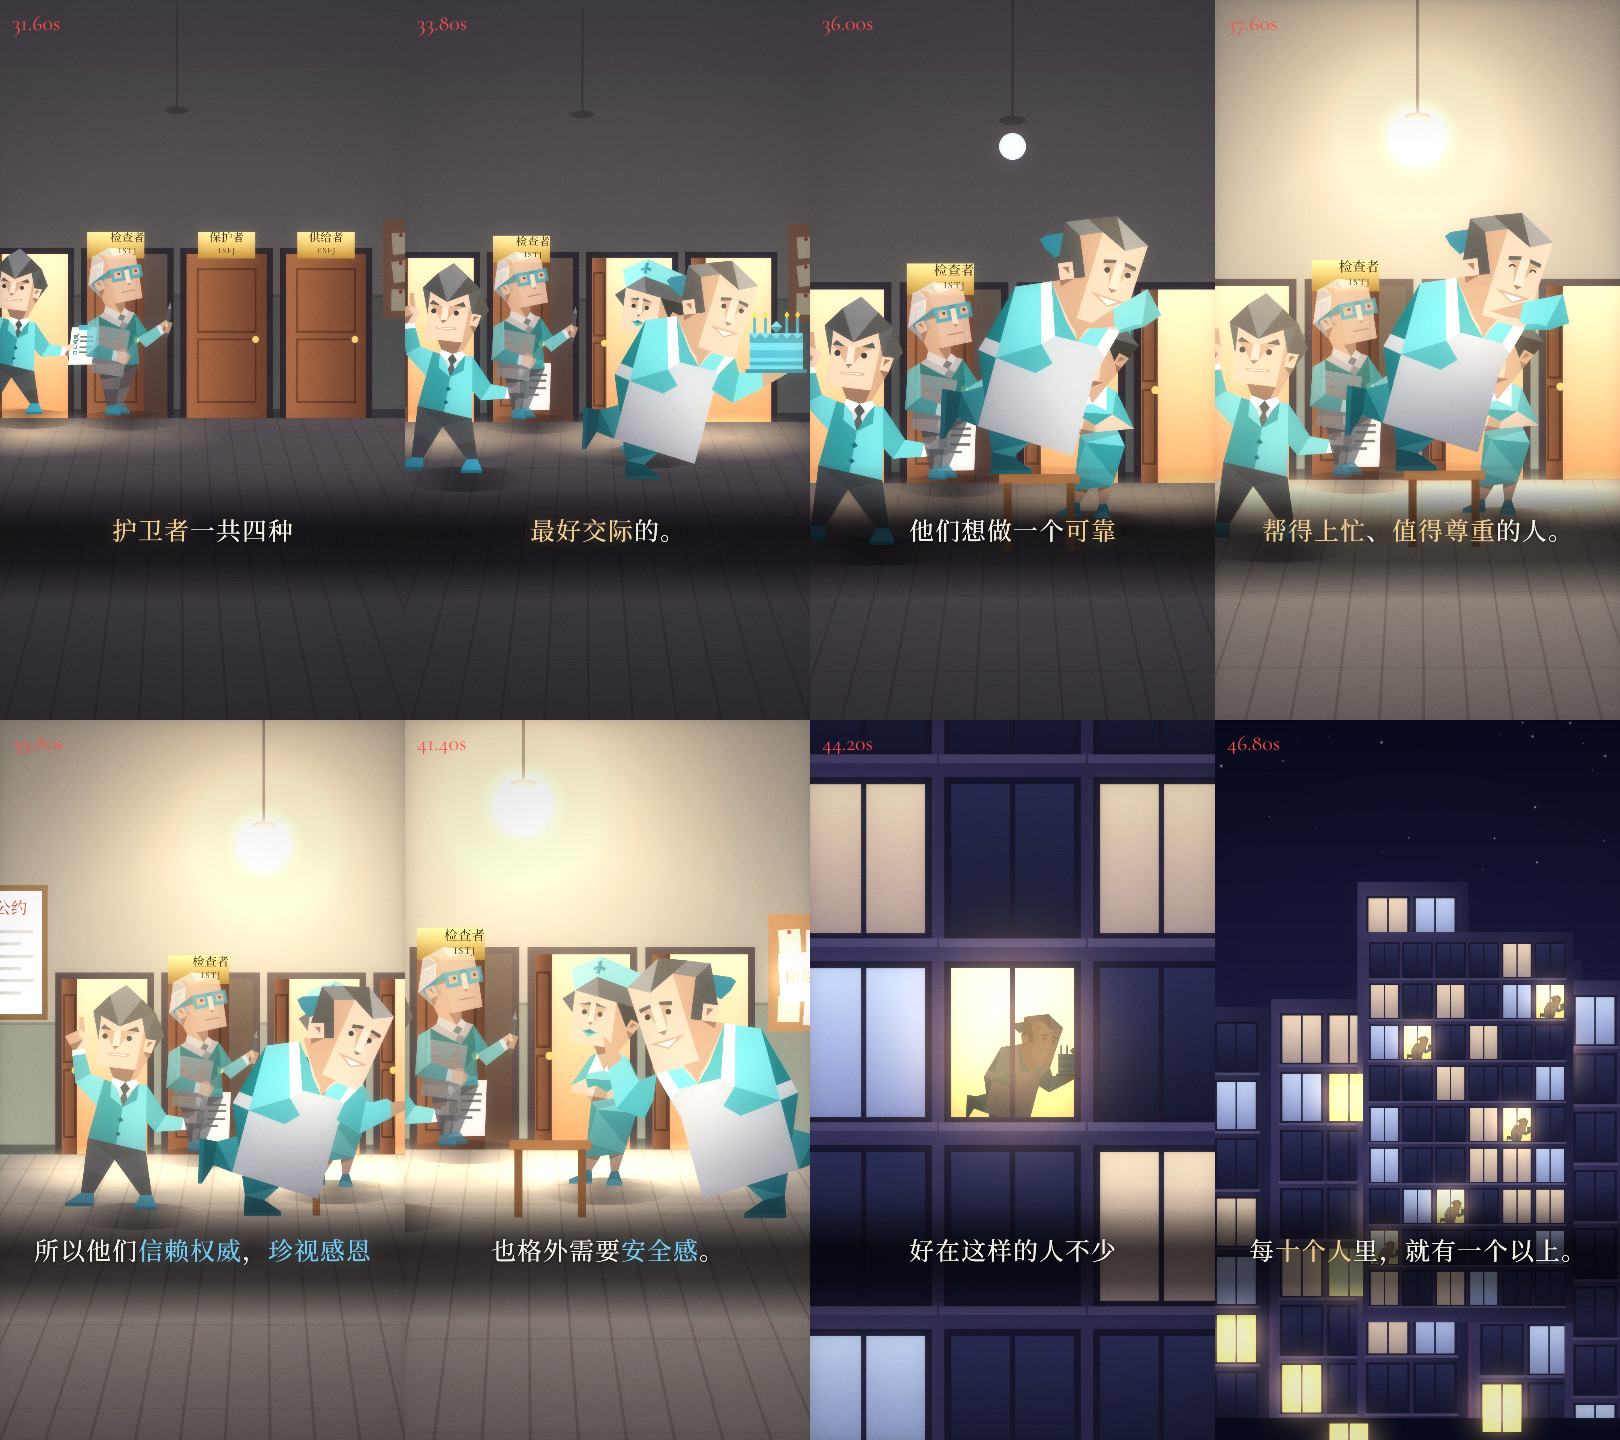 31.60s
检查者
ISTJ
保护者
ISFJ
供给者
ESFJ
护卫者一共四种
33.80s
检查者
ISTJ
最好交际的。
36.00s
检查者
ISTJ
他们想做一个可靠
37.60s
检查者
ISTJ
帮得上忙、值得尊重的人。
39.80s
公约
检查者
ISTJ
所以他们信赖权威，珍视感恩
41.40s
检查者
ISTJ
也格外需要安全感。
44.20s
好在这样的人不少
46.80s
每十个人里，就有一个以上。